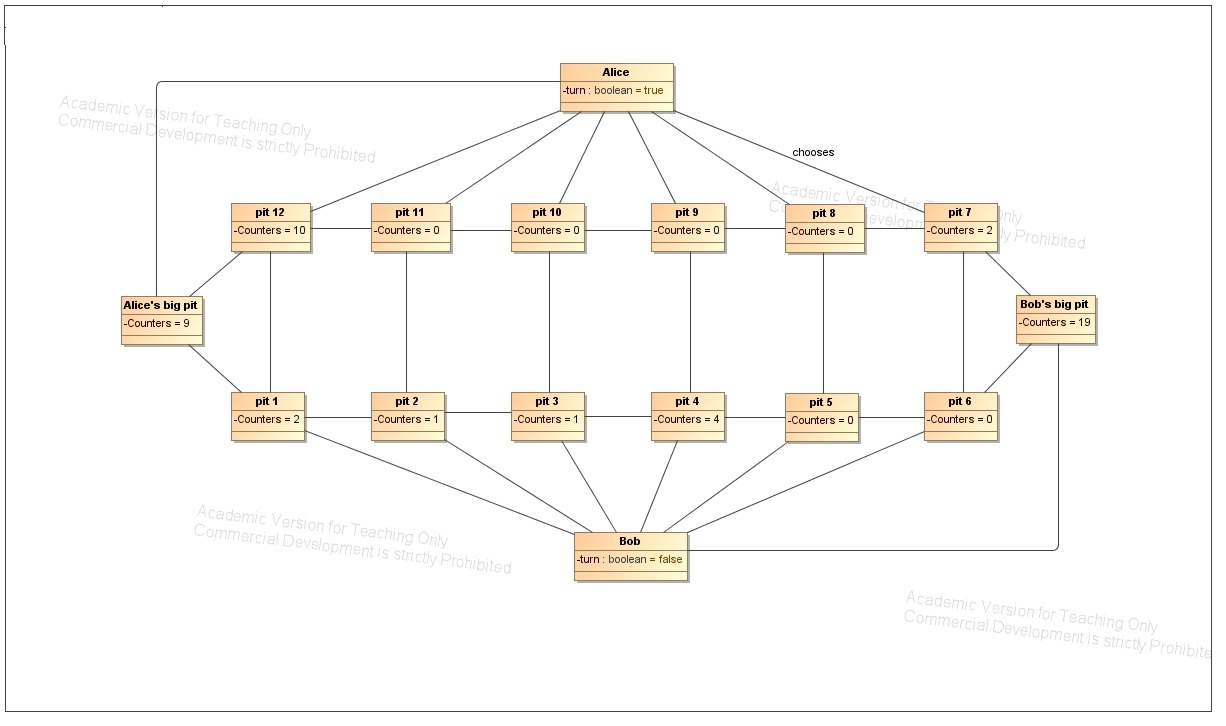 Alice
-turn : boolean = true
Academic Version for Teaching Only
Commercial Development is strictly Prohibited
chooses
Academic Version for Teaching Only
Commercial Development is strictly Prohibited
pit 12
-Counters = 10
pit 11
-Counters = 0
pit 10
-Counters = 0
pit 9
-Counters = 0
pit 8
-Counters = 0
pit 7
-Counters = 2
Alice's big pit
-Counters = 9
Bob's big pit
-Counters = 19
pit 1
-Counters = 2
pit 2
-Counters = 1
pit 3
-Counters = 1
pit 4
-Counters = 4
pit 5
-Counters = 0
pit 6
-Counters = 0
Academic Version for Teaching Only
Commercial Development is strictly Prohibited
Bob
-turn : boolean = false
Academic Version for Teaching Only
Commercial Development is strictly Prohibite